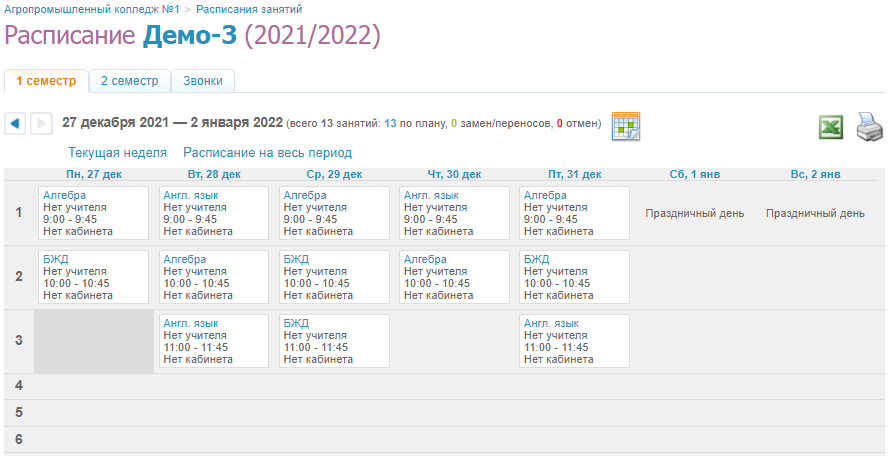 Агропромышленный колледж №1 > Расписания занятий
Расписание Демо-3 (2021/2022)
1 семестр 2 семестр Звонки
27 декабря 2021 — 2 января 2022 (всего 13 занятий: 13 по плану, 0 замен/переносов, 0 отмен)
Текущая неделя Расписание на весь период
Пн, 27 дек Вт, 28 дек Ср, 29 дек Чт, 30 дек Пт, 31 дек Сб, 1 янв Вс, 2 янв
1
Алгебра
Нет учителя
9:00 - 9:45
Нет кабинета
Англ. язык
Нет учителя
9:00 - 9:45
Нет кабинета
Алгебра
Нет учителя
9:00 - 9:45
Нет кабинета
Англ. язык
Нет учителя
9:00 - 9:45
Нет кабинета
Алгебра
Нет учителя
9:00 - 9:45
Нет кабинета
Праздничный день
Праздничный день
2
БЖД
Нет учителя
10:00 - 10:45
Нет кабинета
Алгебра
Нет учителя
10:00 - 10:45
Нет кабинета
БЖД
Нет учителя
10:00 - 10:45
Нет кабинета
Алгебра
Нет учителя
10:00 - 10:45
Нет кабинета
БЖД
Нет учителя
10:00 - 10:45
Нет кабинета
3
Англ. язык
Нет учителя
11:00 - 11:45
Нет кабинета
БЖД
Нет учителя
11:00 - 11:45
Нет кабинета
Англ. язык
Нет учителя
11:00 - 11:45
Нет кабинета
4
5
6